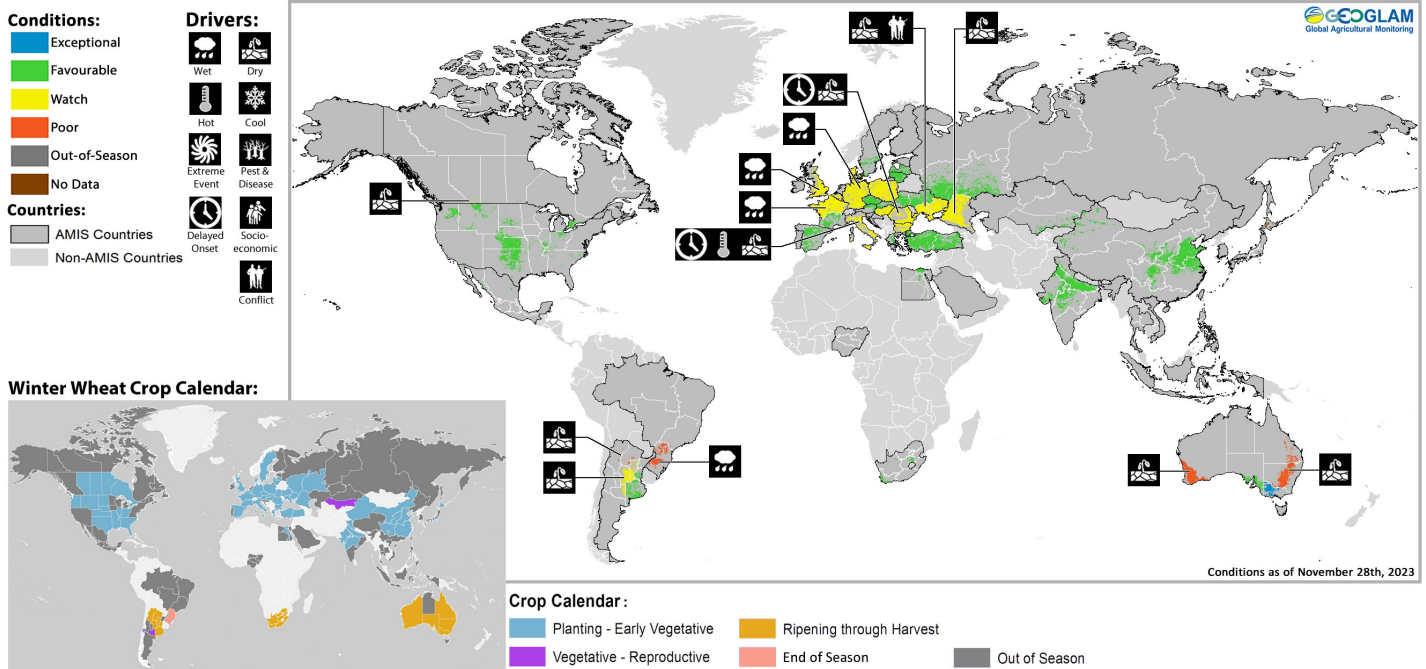 Conditions:
Exceptional
Favourable
Watch
Poor
Out-of-Season
No Data
Countries:
AMIS Countries
Non-AMIS Countries
Drivers:
Wet
Dry
Hot
Cool
Extreme
Event
Pest &
Disease
Delayed
Onset
Socio-
economic
Conflict
GEOGLAM
Global Agricultural Monitoring
Winter Wheat Crop Calendar:
Conditions as of November 28th, 2023
Crop Calendar :
Planting - Early Vegetative
Ripening through Harvest
Vegetative - Reproductive
End of Season
Out of Season